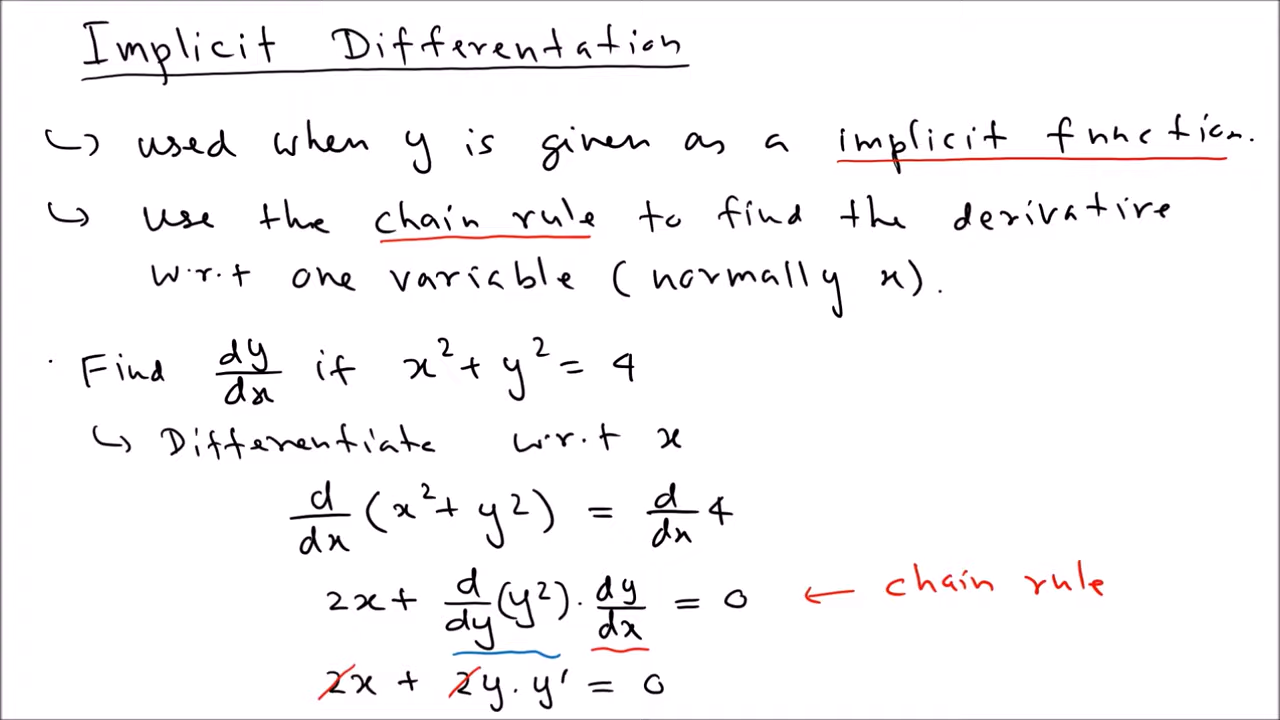 Implicit Differentation
↪ used when y is given as a implicit function.
↪ use the chain rule to find the derivative
w.r.t one variable (normally x).
Find dy/dx if x² + y² = 4
↪ Differentiate w.r.t x
d/dx (x² + y²) = d/dx 4
2x + d/dy (y²) · dy/dx = 0 ← chain rule
2x + 2y · y' = 0